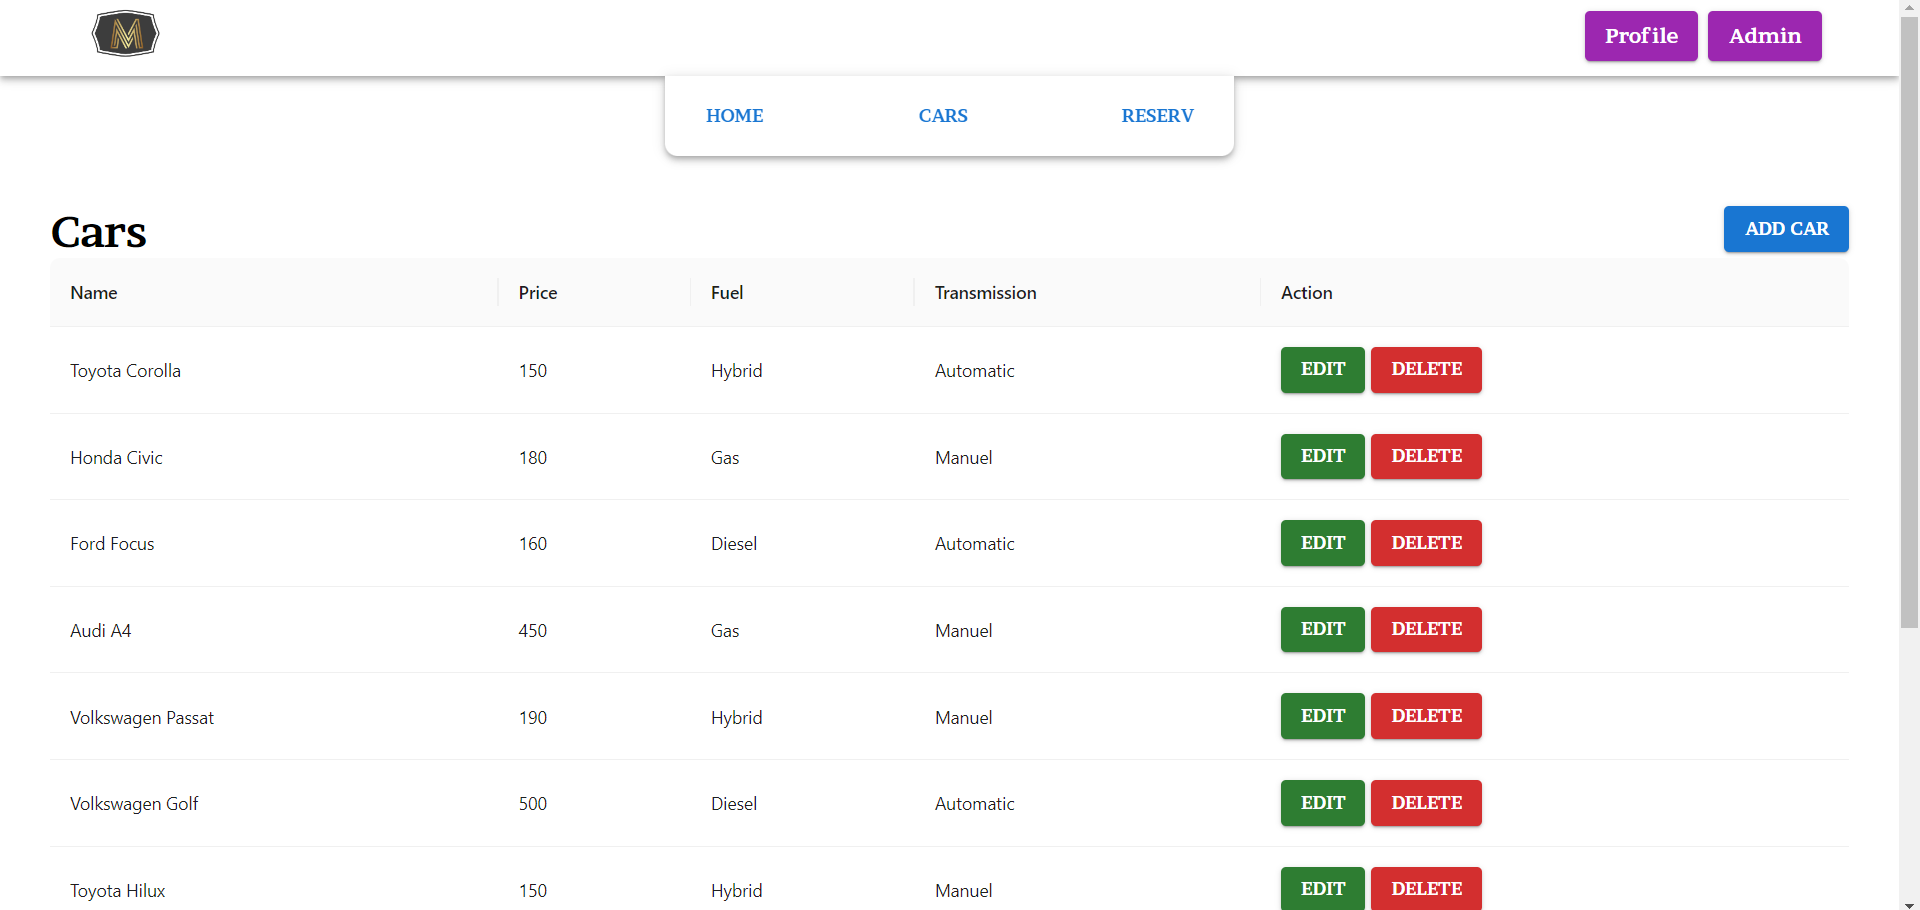 M
Profile Admin
HOME CARS RESERV
Cars
ADD CAR
Name Price Fuel Transmission Action
Toyota Corolla 150 Hybrid Automatic EDIT DELETE
Honda Civic 180 Gas Manuel EDIT DELETE
Ford Focus 160 Diesel Automatic EDIT DELETE
Audi A4 450 Gas Manuel EDIT DELETE
Volkswagen Passat 190 Hybrid Manuel EDIT DELETE
Volkswagen Golf 500 Diesel Automatic EDIT DELETE
Toyota Hilux 150 Hybrid Manuel EDIT DELETE